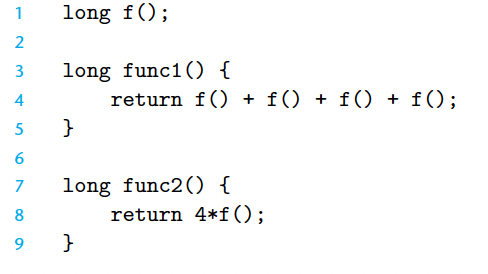 1 long f();
2
3 long func1() {
4     return f() + f() + f() + f();
5 }
6
7 long func2() {
8     return 4*f();
9 }